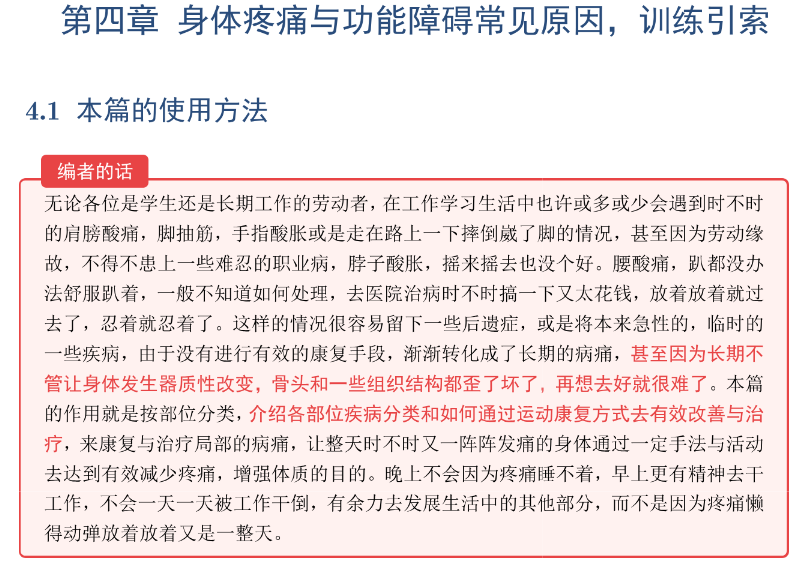 第四章 身体疼痛与功能障碍常见原因，训练引索
4.1 本篇的使用方法
编者的话
无论各位是学生还是长期工作的劳动者，在工作学习生活中也许或多或少会遇到时不时
的肩膀酸痛，脚抽筋，手指酸胀或是走在路上一下摔倒崴了脚的情况，甚至因为劳动缘
故，不得不患上一些难忍的职业病，脖子酸胀，摇来摇去也没个好。腰酸痛，趴都没办
法舒服趴着，一般不知道如何处理，去医院治病时不时搞一下又太花钱，放着放着就过
去了，忍着就忍着了。这样的情况很容易留下一些后遗症，或是将本来急性的，临时的
一些疾病，由于没有进行有效的康复手段，渐渐转化成了长期的病痛，甚至因为长期不
管让身体发生器质性改变，骨头和一些组织结构都歪了坏了，再想去好就很难了。本篇
的作用就是按部位分类，介绍各部位疾病分类和如何通过运动康复方式去有效改善与治
疗，来康复与治疗局部的病痛，让整天时不时又一阵阵发痛的身体通过一定手法与活动
去达到有效减少疼痛，增强体质的目的。晚上不会因为疼痛睡不着，早上更有精神去干
工作，不会一天一天被工作干倒，有余力去发展生活中的其他部分，而不是因为疼痛懒
得动弹放着放着又是一整天。